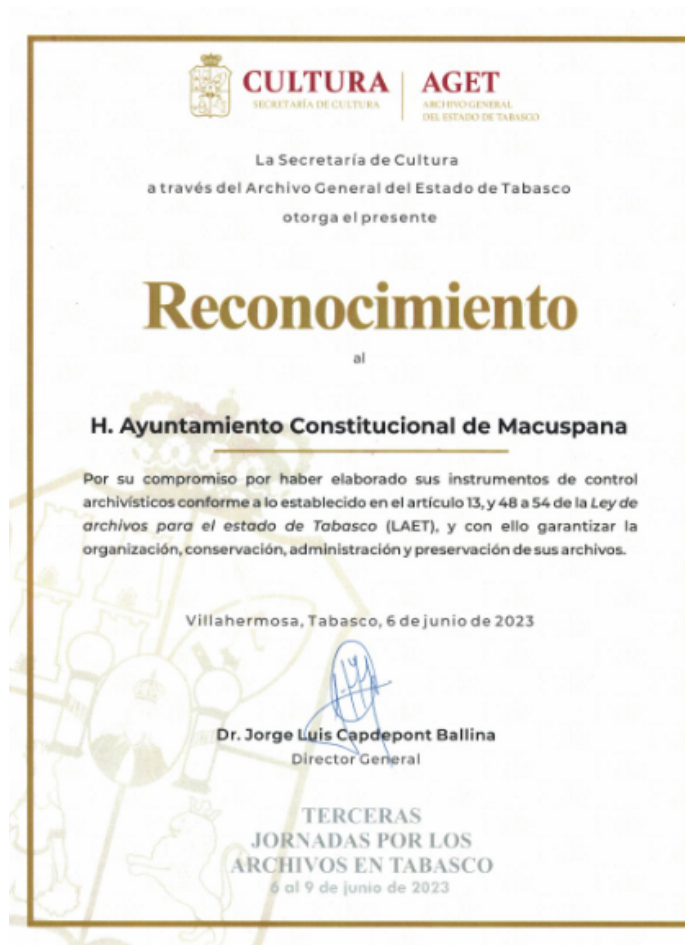 CULTURA
SECRETARÍA DE CULTURA
AGET
ARCHIVO GENERAL
DEL ESTADO DE TABASCO
La Secretaría de Cultura
a través del Archivo General del Estado de Tabasco
otorga el presente
Reconocimiento
al
H. Ayuntamiento Constitucional de Macuspana
Por su compromiso por haber elaborado sus instrumentos de control
archivísticos conforme a lo establecido en el artículo 13, y 48 a 54 de la Ley de
archivos para el estado de Tabasco (LAET), y con ello garantizar la
organización, conservación, administración y preservación de sus archivos.
Villahermosa, Tabasco, 6 de junio de 2023
Dr. Jorge Luis Capdepont Ballina
Director General
TERCERAS
JORNADAS POR LOS
ARCHIVOS EN TABASCO
6 al 9 de junio de 2023